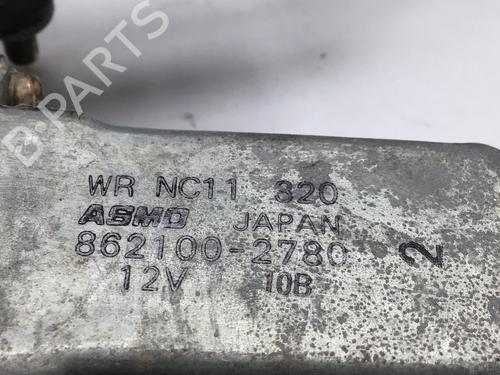 WR NC11 320
ASMO JAPAN
862100-2780
12V 10B
2
B-PARTS